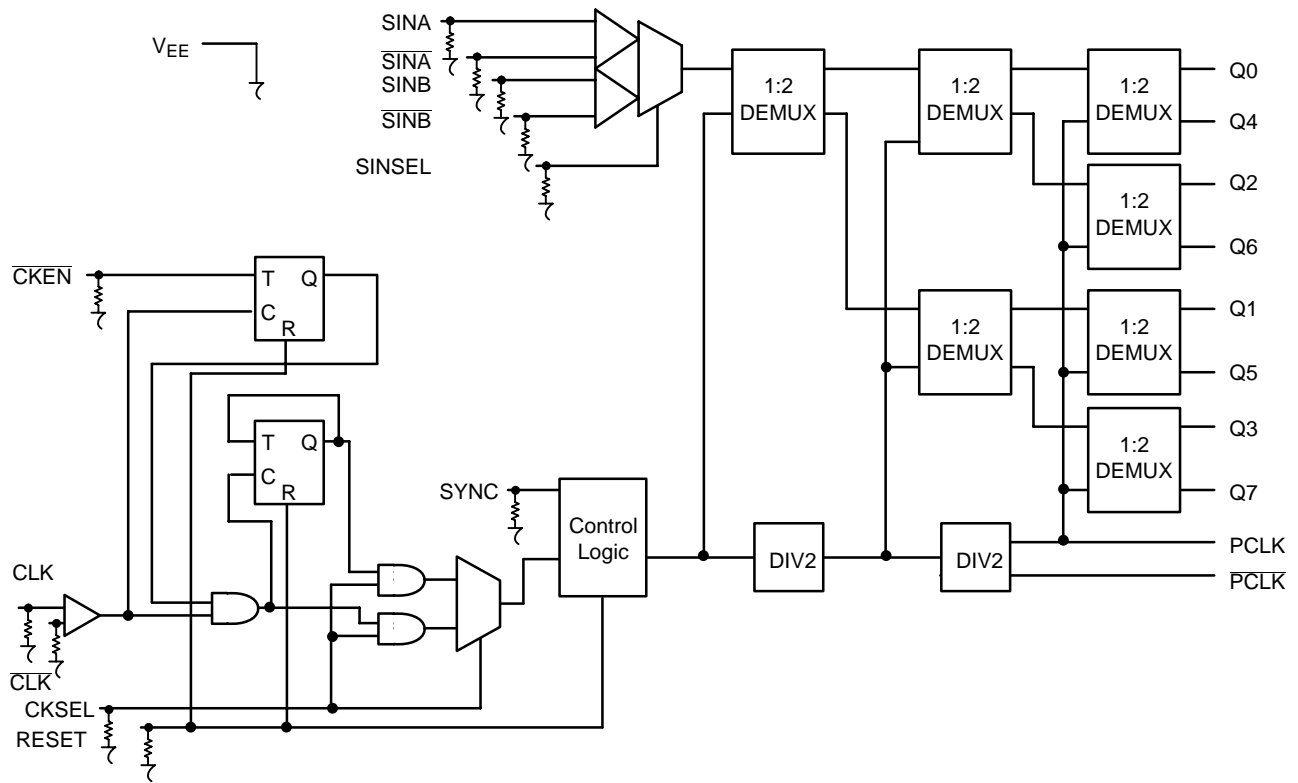 SINA
VEE
SINA
SINB
SINB
SINSEL
1:2
DEMUX
1:2
DEMUX
1:2
DEMUX
Q0
Q4
1:2
DEMUX
Q2
Q6
CKEN
T Q
C
R
1:2
DEMUX
1:2
DEMUX
Q1
Q5
T Q
C
R
1:2
DEMUX
Q3
Q7
SYNC
Control
Logic
DIV2
DIV2
PCLK
PCLK
CLK
CLK
CKSEL
RESET